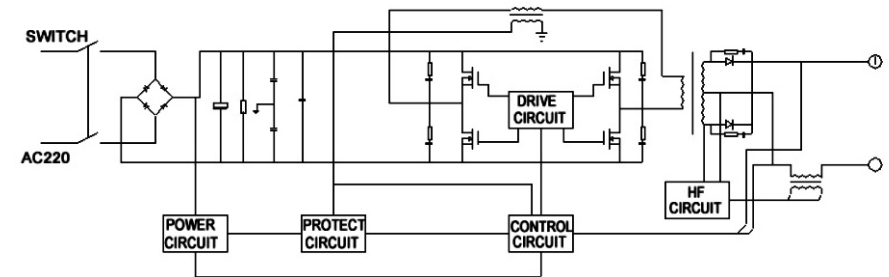 SWITCH
AC220
DRIVE
CIRCUIT
HF
CIRCUIT
POWER
CIRCUIT
PROTECT
CIRCUIT
CONTROL
CIRCUIT